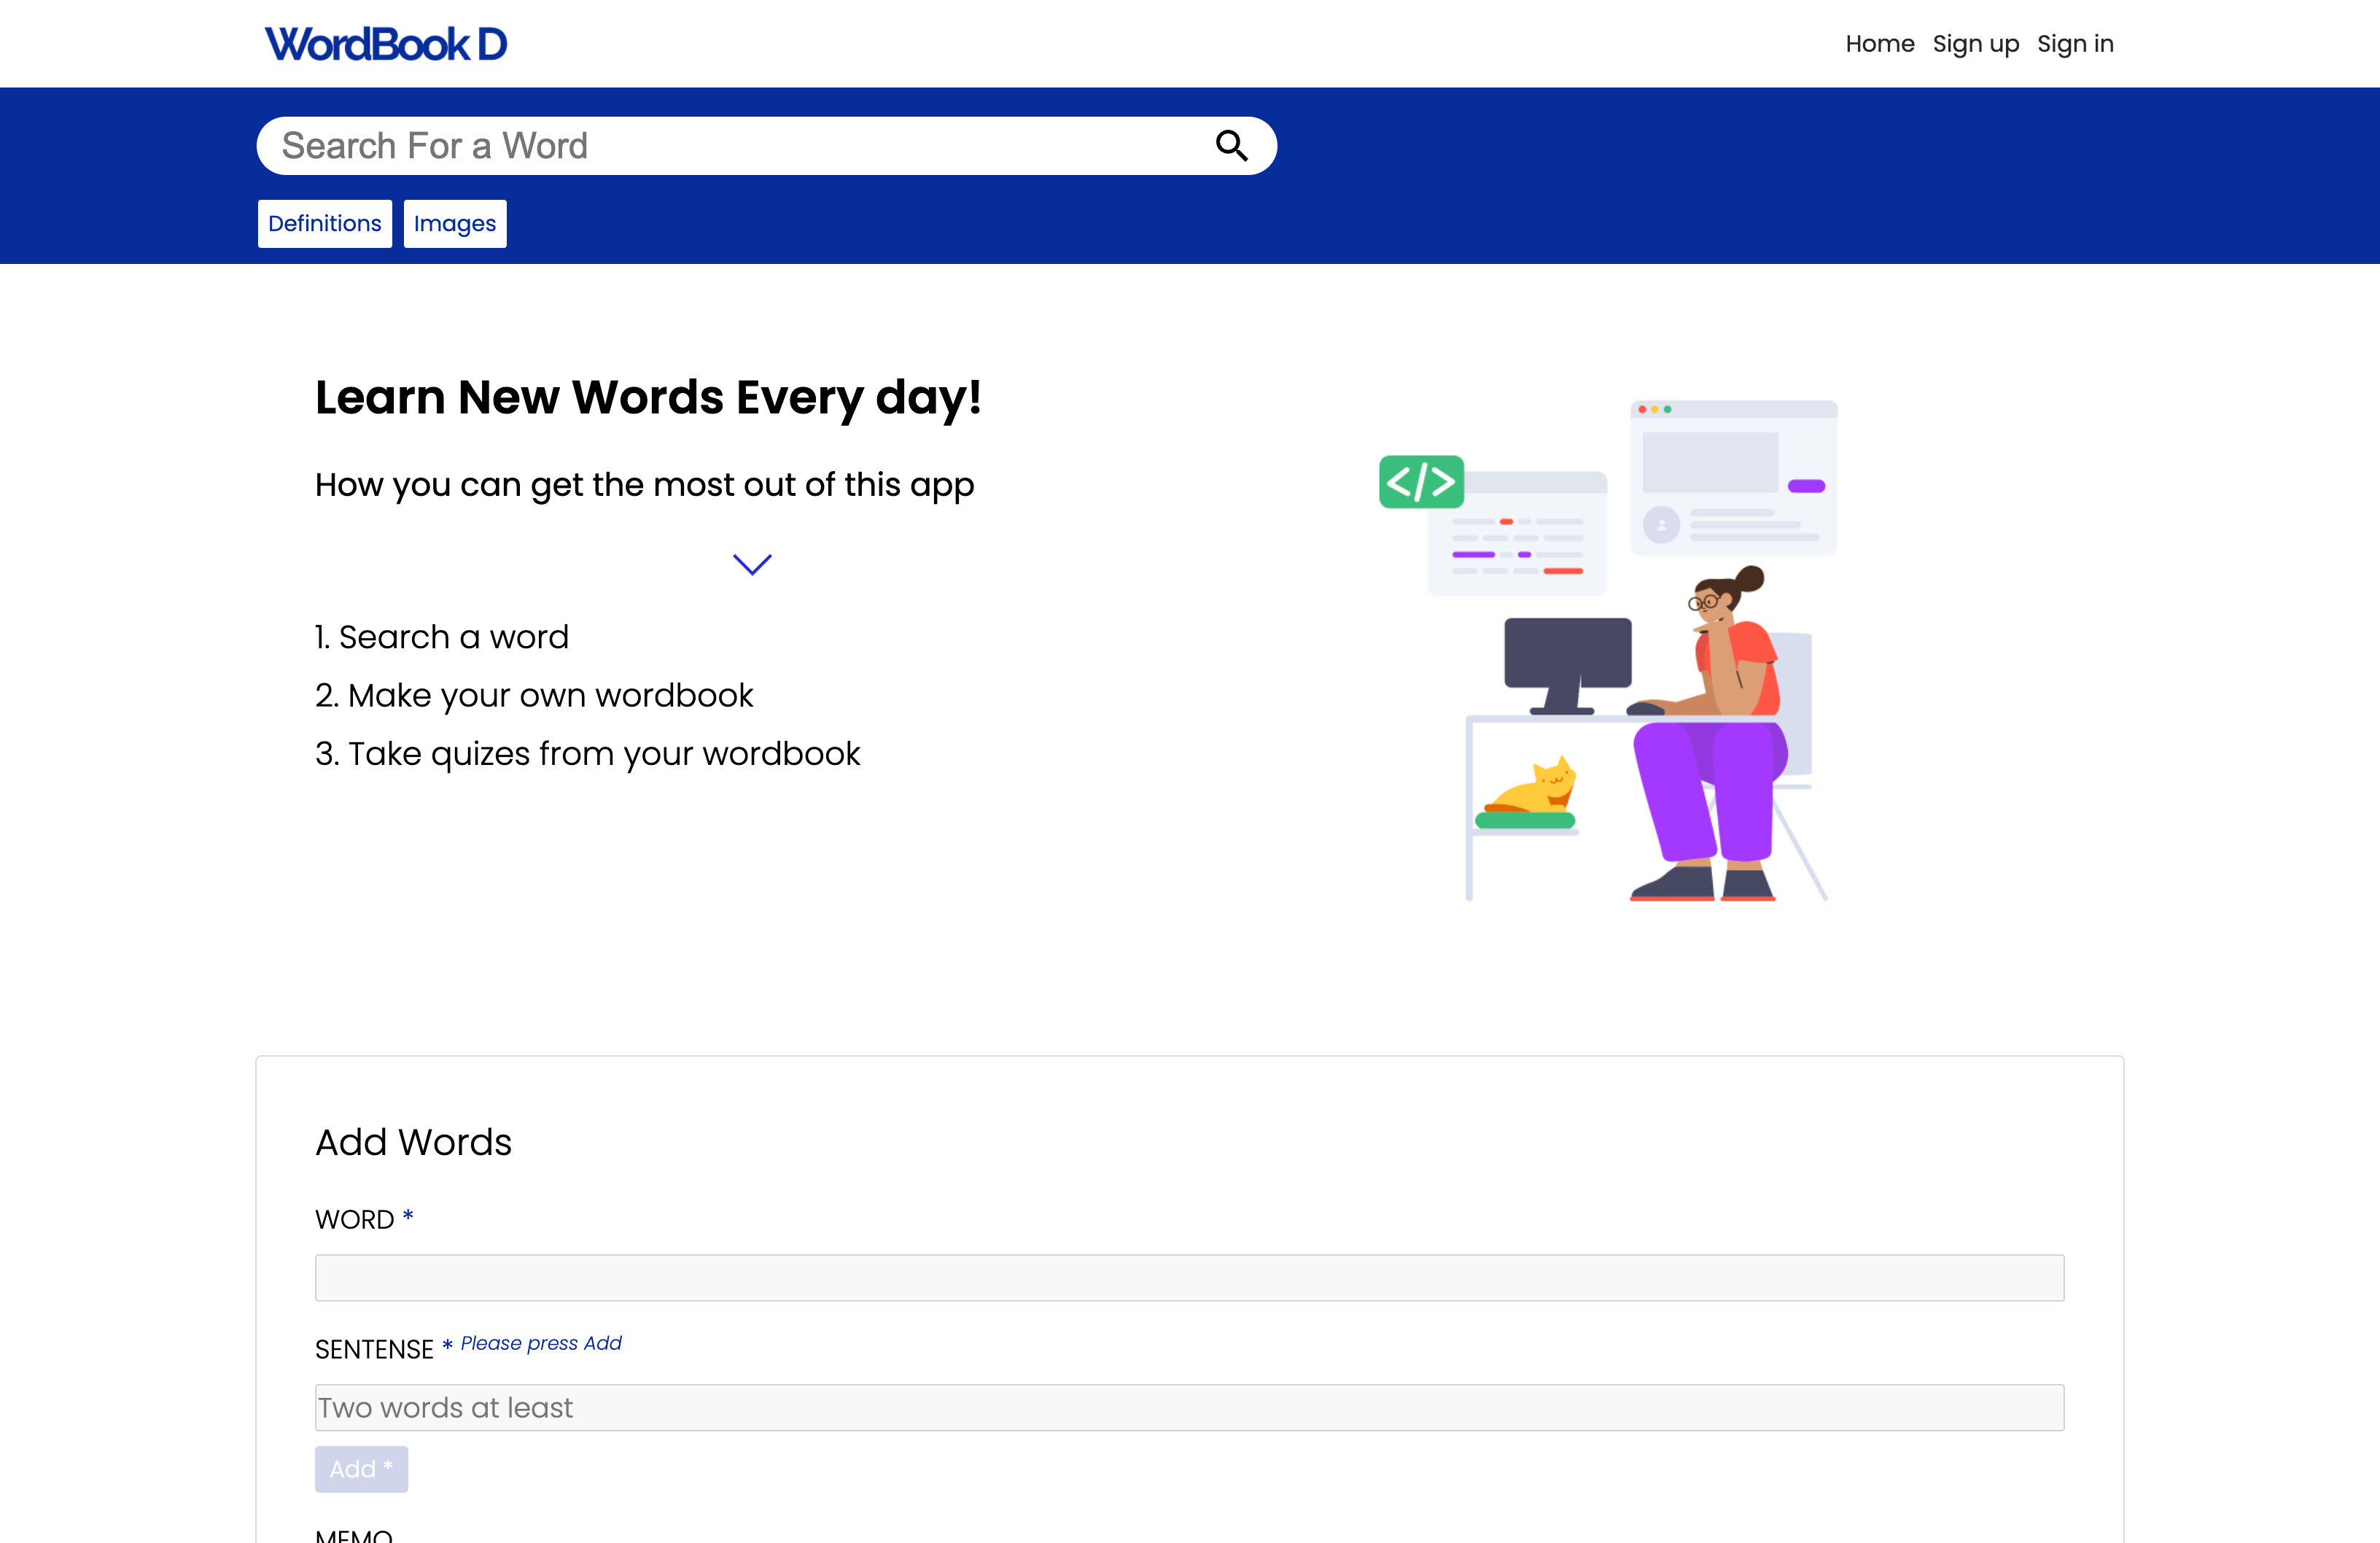 WordBook D
Home Sign up Sign in
Search For a Word
Definitions Images
Learn New Words Every day!
How you can get the most out of this app
</>
1. Search a word
2. Make your own wordbook
3. Take quizes from your wordbook
Add Words
WORD *
SENTENSE * Please press Add
Two words at least
Add *
MEMO